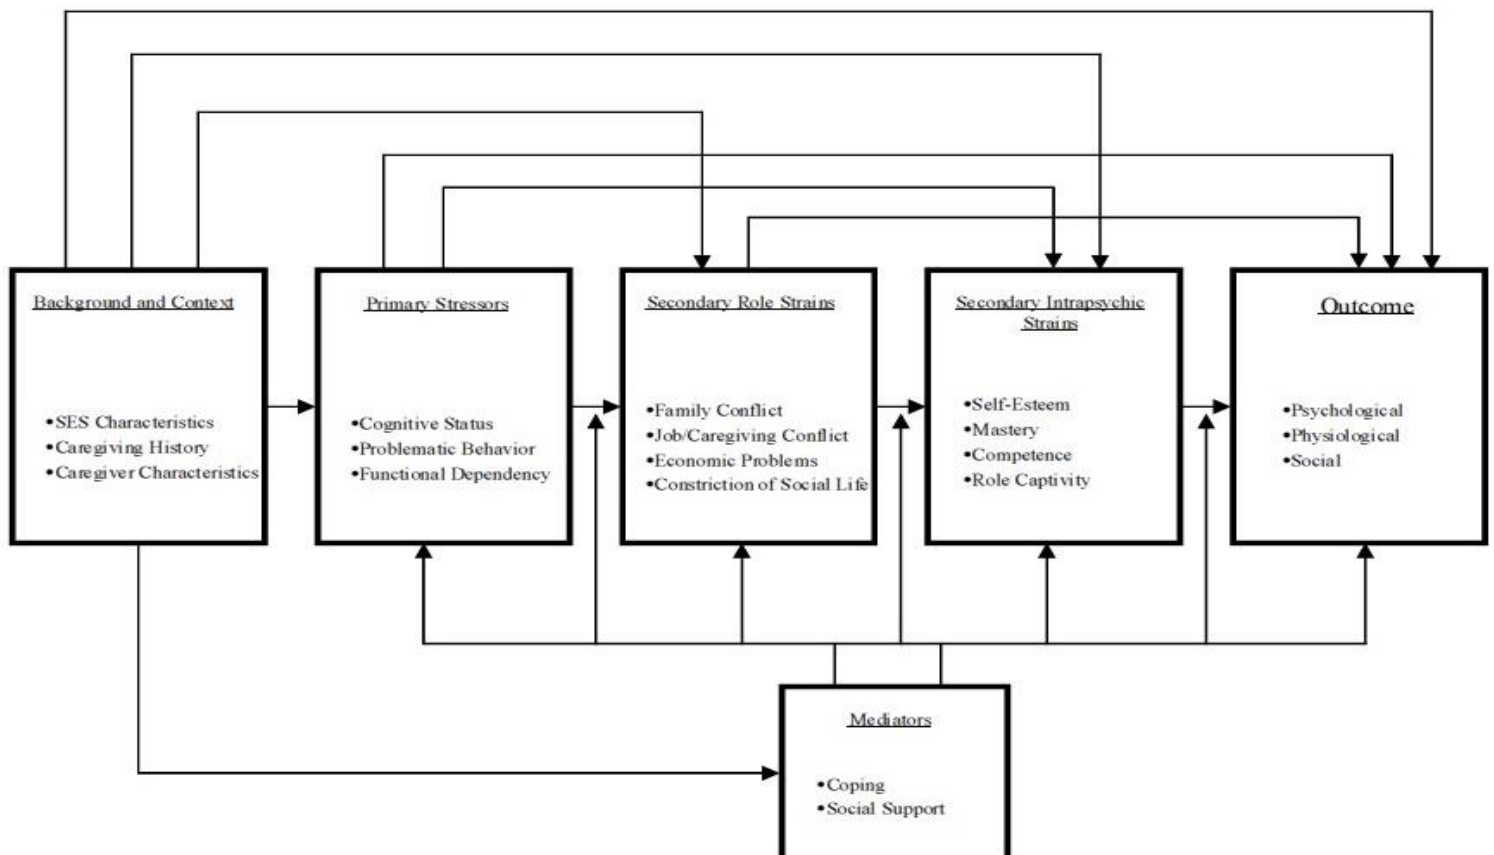 Background and Context
•SES Characteristics
•Caregiving History
•Caregiver Characteristics
Primary Stressors
•Cognitive Status
•Problematic Behavior
•Functional Dependency
Secondary Role Strains
•Family Conflict
•Job/Caregiving Conflict
•Economic Problems
•Constriction of Social Life
Secondary Intrapsychic
Strains
•Self-Esteem
•Mastery
•Competence
•Role Captivity
Outcome
•Psychological
•Physiological
•Social
Mediators
•Coping
•Social Support